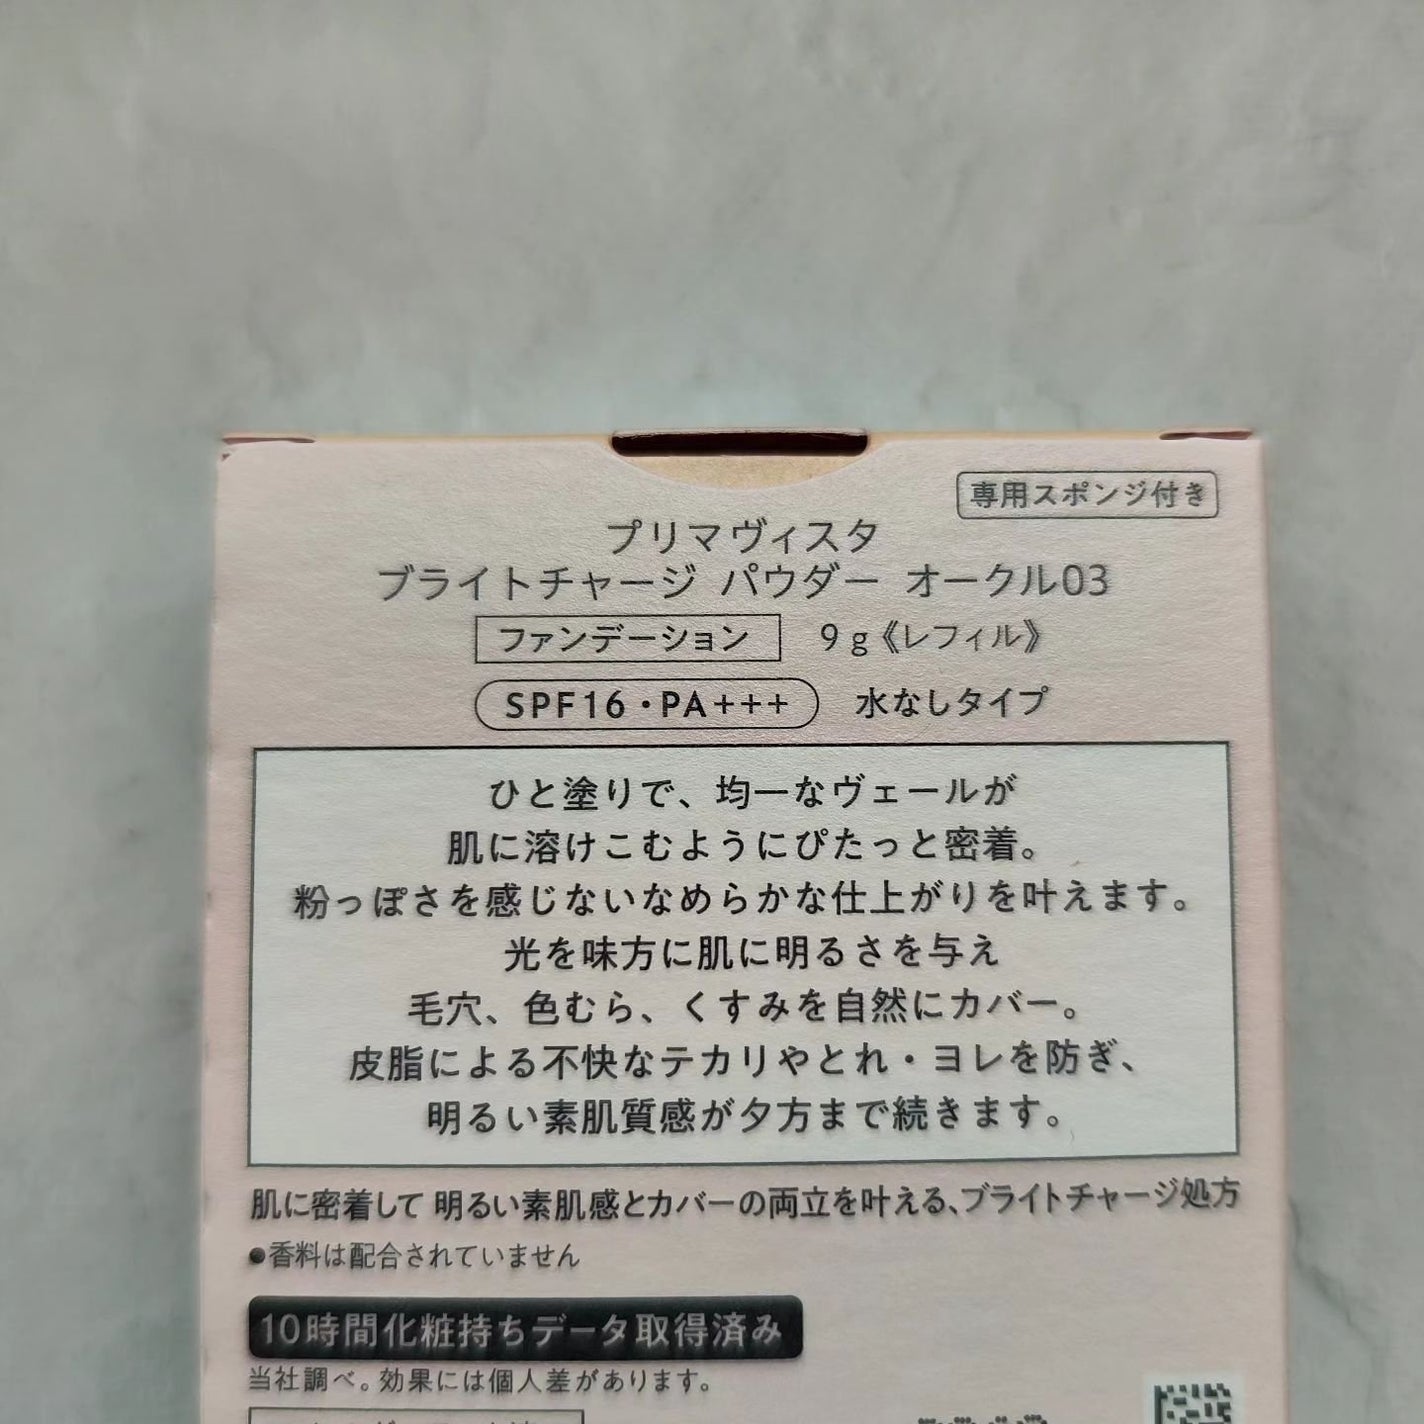 専用スポンジ付き
プリマヴィスタ
ブライトチャージ パウダー オークル03
ファンデーション 9g《レフィル》
SPF16・PA+++ 水なしタイプ
ひと塗りで、均一なヴェールが
肌に溶けこむようにぴたっと密着。
粉っぽさを感じないなめらかな仕上がりを叶えます。
光を味方に肌に明るさを与え
毛穴、色むら、くすみを自然にカバー。
皮脂による不快なテカリやとれ・ヨレを防ぎ、
明るい素肌質感が夕方まで続きます。
肌に密着して 明るい素肌感とカバーの両立を叶える、ブライトチャージ処方
●香料は配合されていません
10時間化粧持ちデータ取得済み
当社調べ。効果には個人差があります。